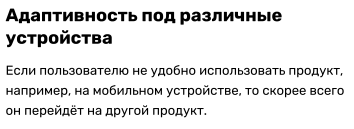 Адаптивность под различные
устройства
Если пользователю не удобно использовать продукт,
например, на мобильном устройстве, то скорее всего
он перейдёт на другой продукт.